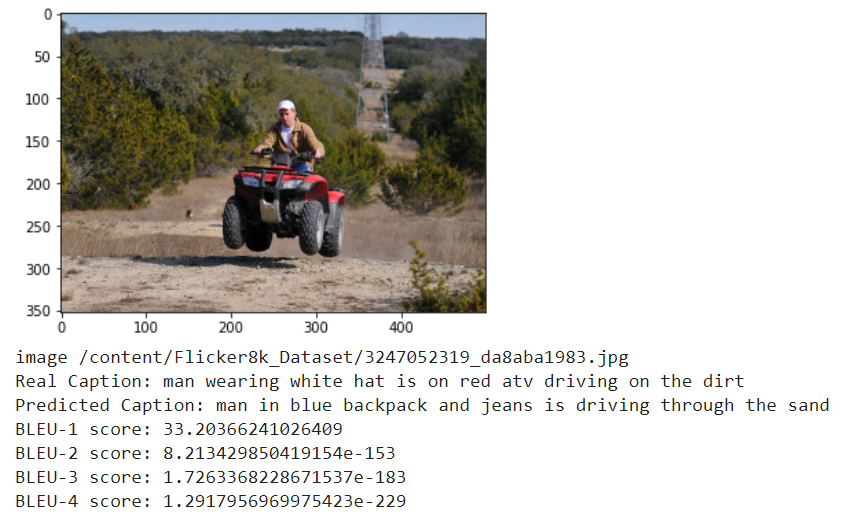 0
50
100
150
200
250
300
350
0 100 200 300 400
image /content/Flicker8k_Dataset/3247052319_da8aba1983.jpg
Real Caption: man wearing white hat is on red atv driving on the dirt
Predicted Caption: man in blue backpack and jeans is driving through the sand
BLEU-1 score: 33.20366241026409
BLEU-2 score: 8.213429850419154e-153
BLEU-3 score: 1.7263368228671537e-183
BLEU-4 score: 1.2917956969975423e-229